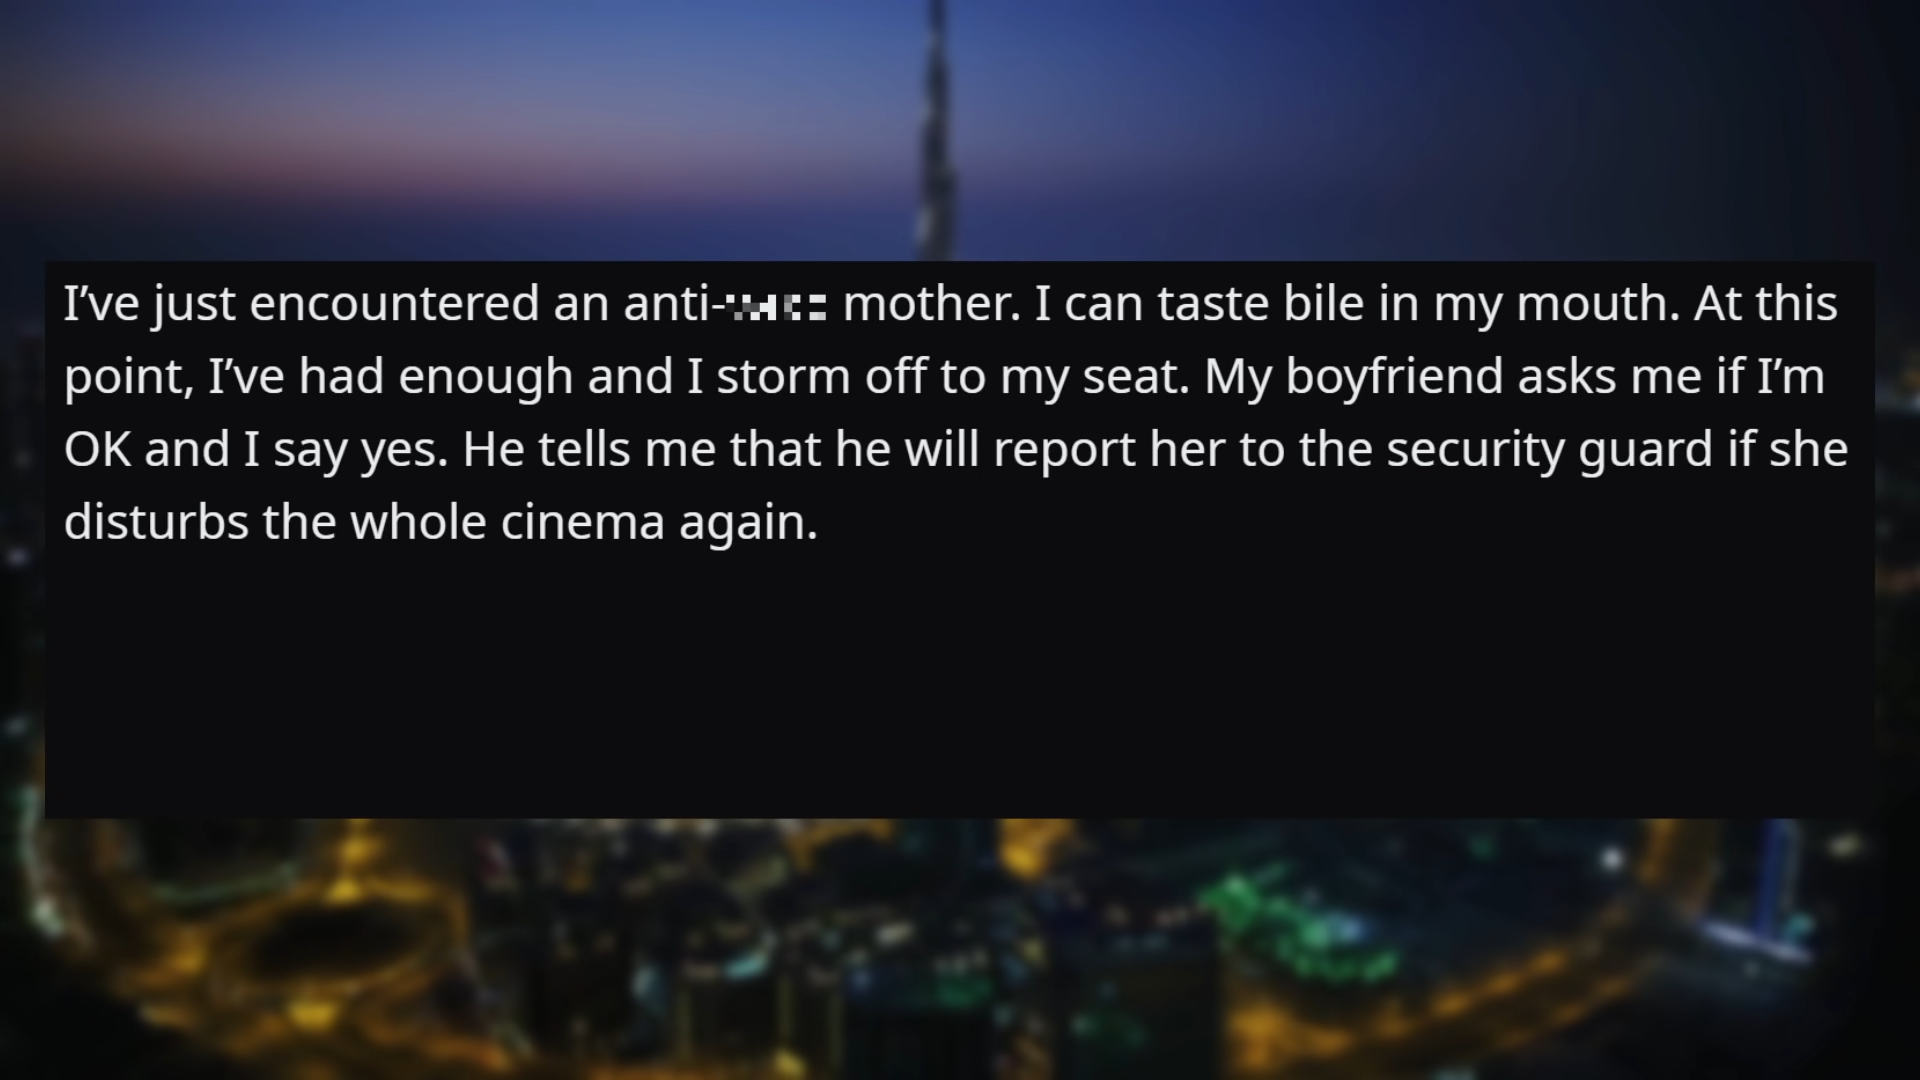 I’ve just encountered an anti- mother. I can taste bile in my mouth. At this
point, I’ve had enough and I storm off to my seat. My boyfriend asks me if I’m
OK and I say yes. He tells me that he will report her to the security guard if she
disturbs the whole cinema again.